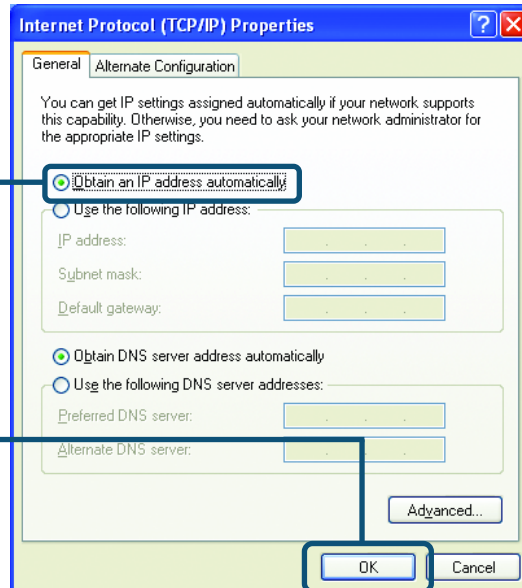 Internet Protocol (TCP/IP) Properties
General
Alternate Configuration
You can get IP settings assigned automatically if your network supports
this capability. Otherwise, you need to ask your network administrator for
the appropriate IP settings.
Obtain an IP address automatically
Use the following IP address:
IP address:
Subnet mask:
Default gateway:
Obtain DNS server address automatically
Use the following DNS server addresses:
Preferred DNS server:
Alternate DNS server:
Advanced...
OK
Cancel